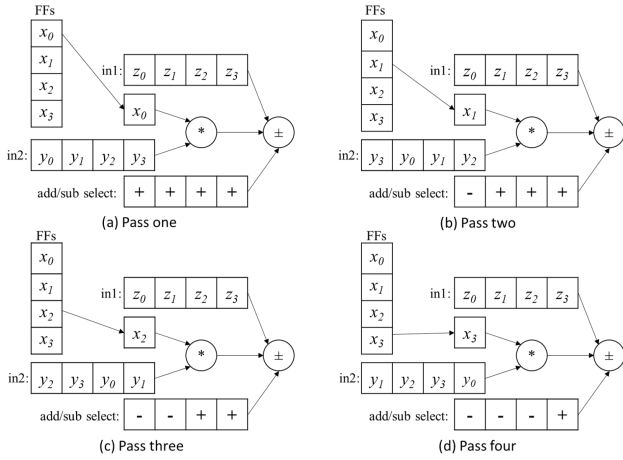 FFs
x0
x1
x2
x3
in1: z0 z1 z2 z3
x0
*
±
in2: y0 y1 y2 y3
add/sub select: + + + +
(a) Pass one
FFs
x0
x1
x2
x3
in1: z0 z1 z2 z3
x1
*
±
in2: y3 y0 y1 y2
add/sub select: - + + +
(b) Pass two
FFs
x0
x1
x2
x3
in1: z0 z1 z2 z3
x2
*
±
in2: y2 y3 y0 y1
add/sub select: - - + +
(c) Pass three
FFs
x0
x1
x2
x3
in1: z0 z1 z2 z3
x3
*
±
in2: y1 y2 y3 y0
add/sub select: - - - +
(d) Pass four